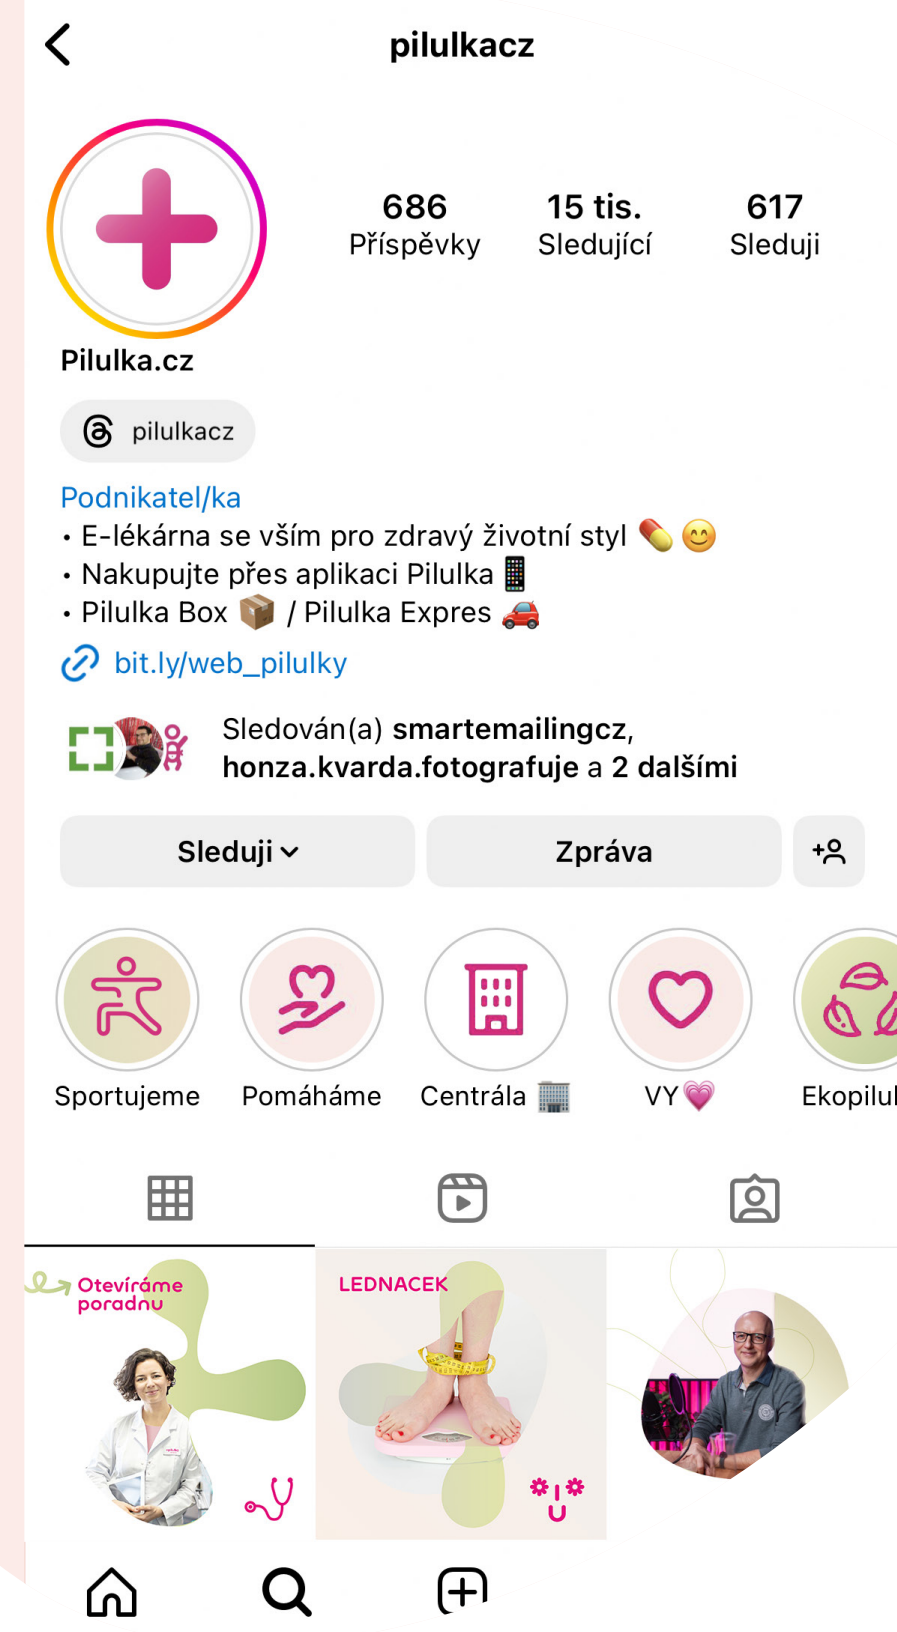 pilulkacz
686 15 tis. 617
Příspěvky Sledující Sleduji
Pilulka.cz
pilulkacz
Podnikatel/ka
• E-lékárna se vším pro zdravý životní styl 💊😊
• Nakupujte přes aplikaci Pilulka📱
• Pilulka Box 📦 / Pilulka Expres 🚗
bit.ly/web_pilulky
Sledován(a) smartemailingcz,
honza.kvarda.fotografuje a 2 dalšími
Sleduji Zpráva
Sportujeme Pomáháme Centrála 🏢 VY💗 Ekopilul
Otevíráme
poradnu
LEDNACEK